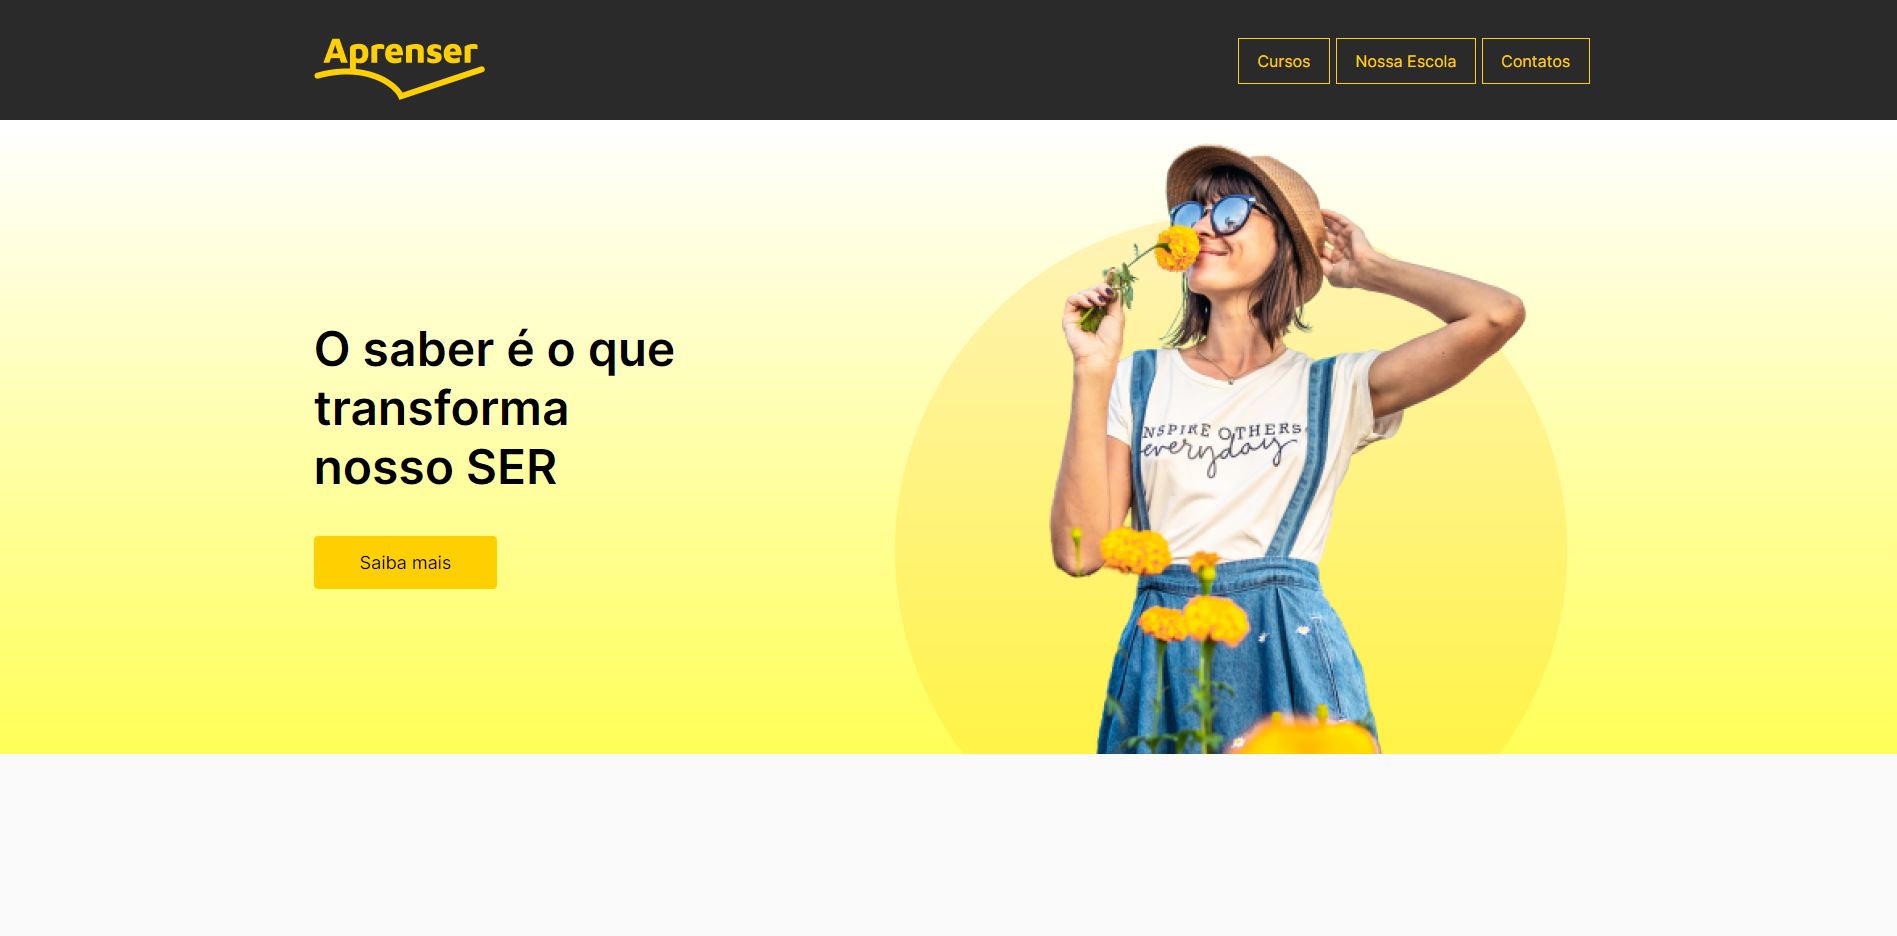 Aprenser
Cursos
Nossa Escola
Contatos
O saber é o que
transforma
nosso SER
Saiba mais
NSPIRE OTHERS
everyday